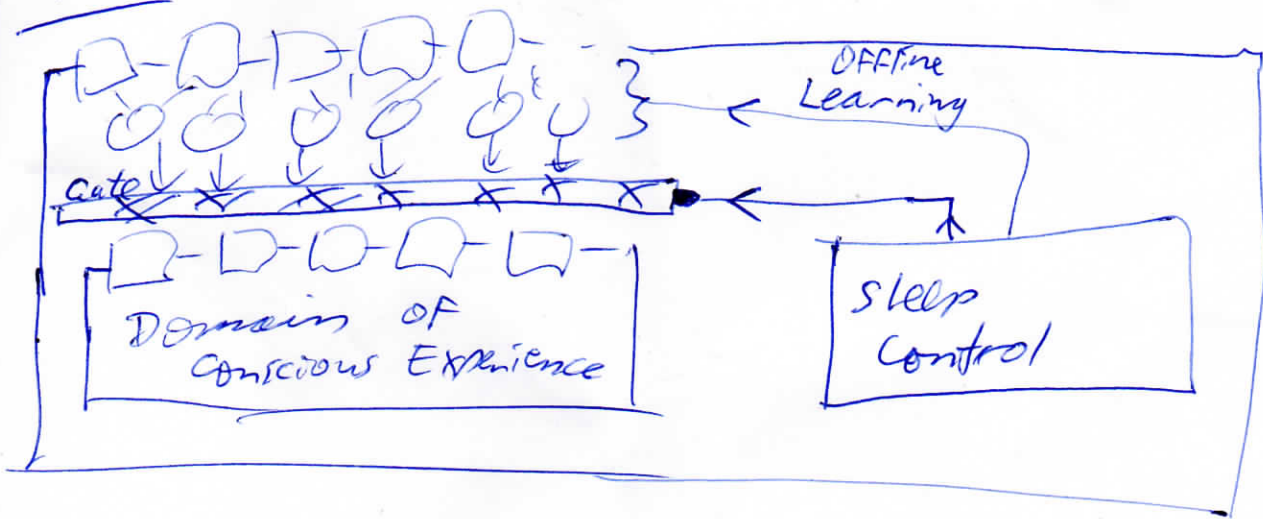 Offline
Learning
Gate
Sleep
Control
Domain of
Conscious Experience